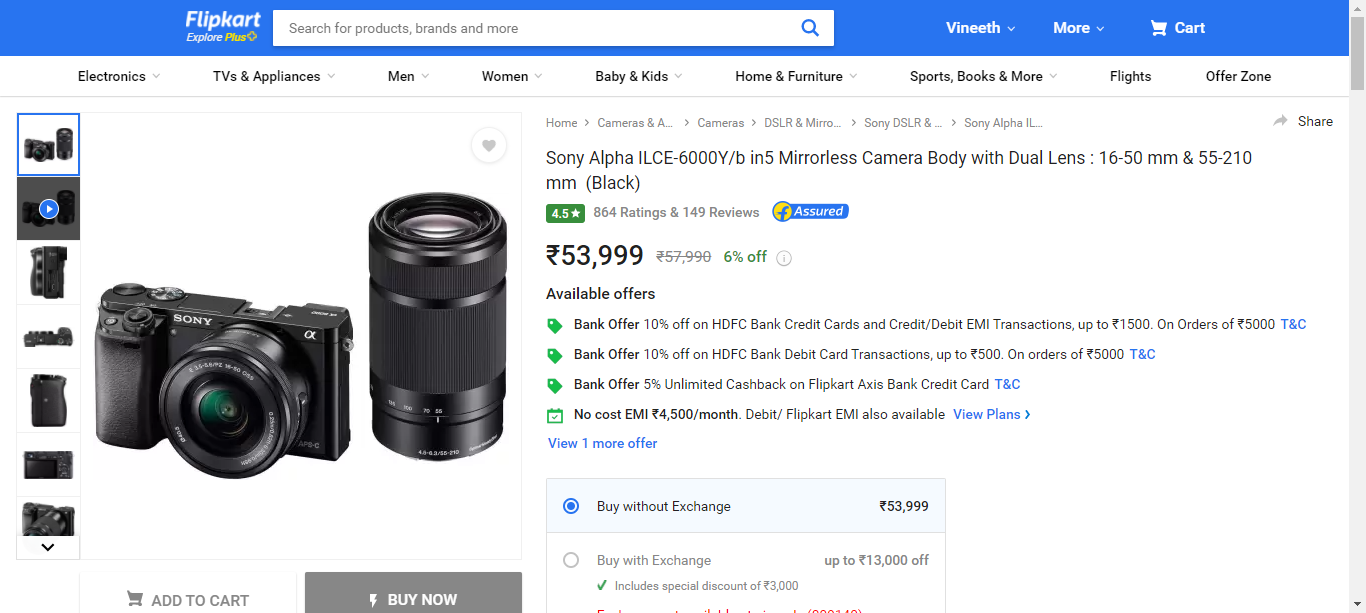 Flipkart
Explore Plus
Search for products, brands and more
Vineeth
More
Cart
Electronics
TVs & Appliances
Men
Women
Baby & Kids
Home & Furniture
Sports, Books & More
Flights
Offer Zone
Home > Cameras & A... > Cameras > DSLR & Mirro... > Sony DSLR & ... > Sony Alpha IL...
Share
Sony Alpha ILCE-6000Y/b in5 Mirrorless Camera Body with Dual Lens : 16-50 mm & 55-210
mm (Black)
4.5★ 864 Ratings & 149 Reviews Assured
₹53,999 ₹57,990 6% off
Available offers
Bank Offer 10% off on HDFC Bank Credit Cards and Credit/Debit EMI Transactions, up to ₹1500. On Orders of ₹5000 T&C
Bank Offer 10% off on HDFC Bank Debit Card Transactions, up to ₹500. On orders of ₹5000 T&C
Bank Offer 5% Unlimited Cashback on Flipkart Axis Bank Credit Card T&C
No cost EMI ₹4,500/month. Debit/ Flipkart EMI also available View Plans >
View 1 more offer
Buy without Exchange ₹53,999
Buy with Exchange up to ₹13,000 off
Includes special discount of ₹3,000
SONY
α
APS-C
4.5-6.3/55-210
ADD TO CART
BUY NOW